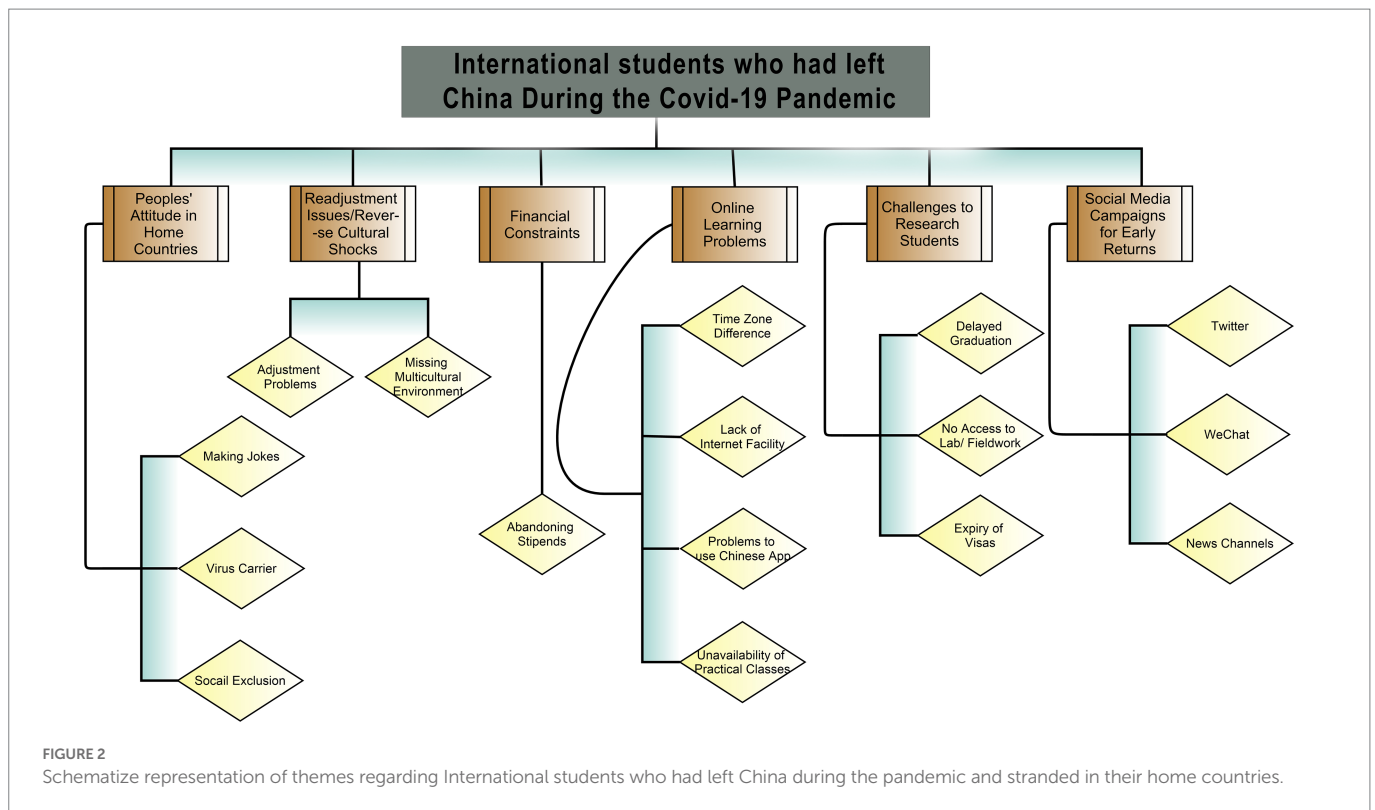 International students who had left
China During the Covid-19 Pandemic
Peoples'
Attitude in
Home
Countries
Readjustment
Issues/Rever-
-se Cultural
Shocks
Financial
Constraints
Online
Learning
Problems
Challenges to
Research
Students
Social Media
Campaigns
for Early
Returns
Making Jokes
Virus Carrier
Socail Exclusion
Adjustment
Problems
Missing
Multicultural
Environment
Abandoning
Stipends
Time Zone
Difference
Lack of
Internet Facility
Problems to
use Chinese App
Unavailability of
Practical Classes
Delayed
Graduation
No Access to
Lab/ Fieldwork
Expiry of
Visas
Twitter
WeChat
News Channels
FIGURE 2
Schematize representation of themes regarding International students who had left China during the pandemic and stranded in their home countries.